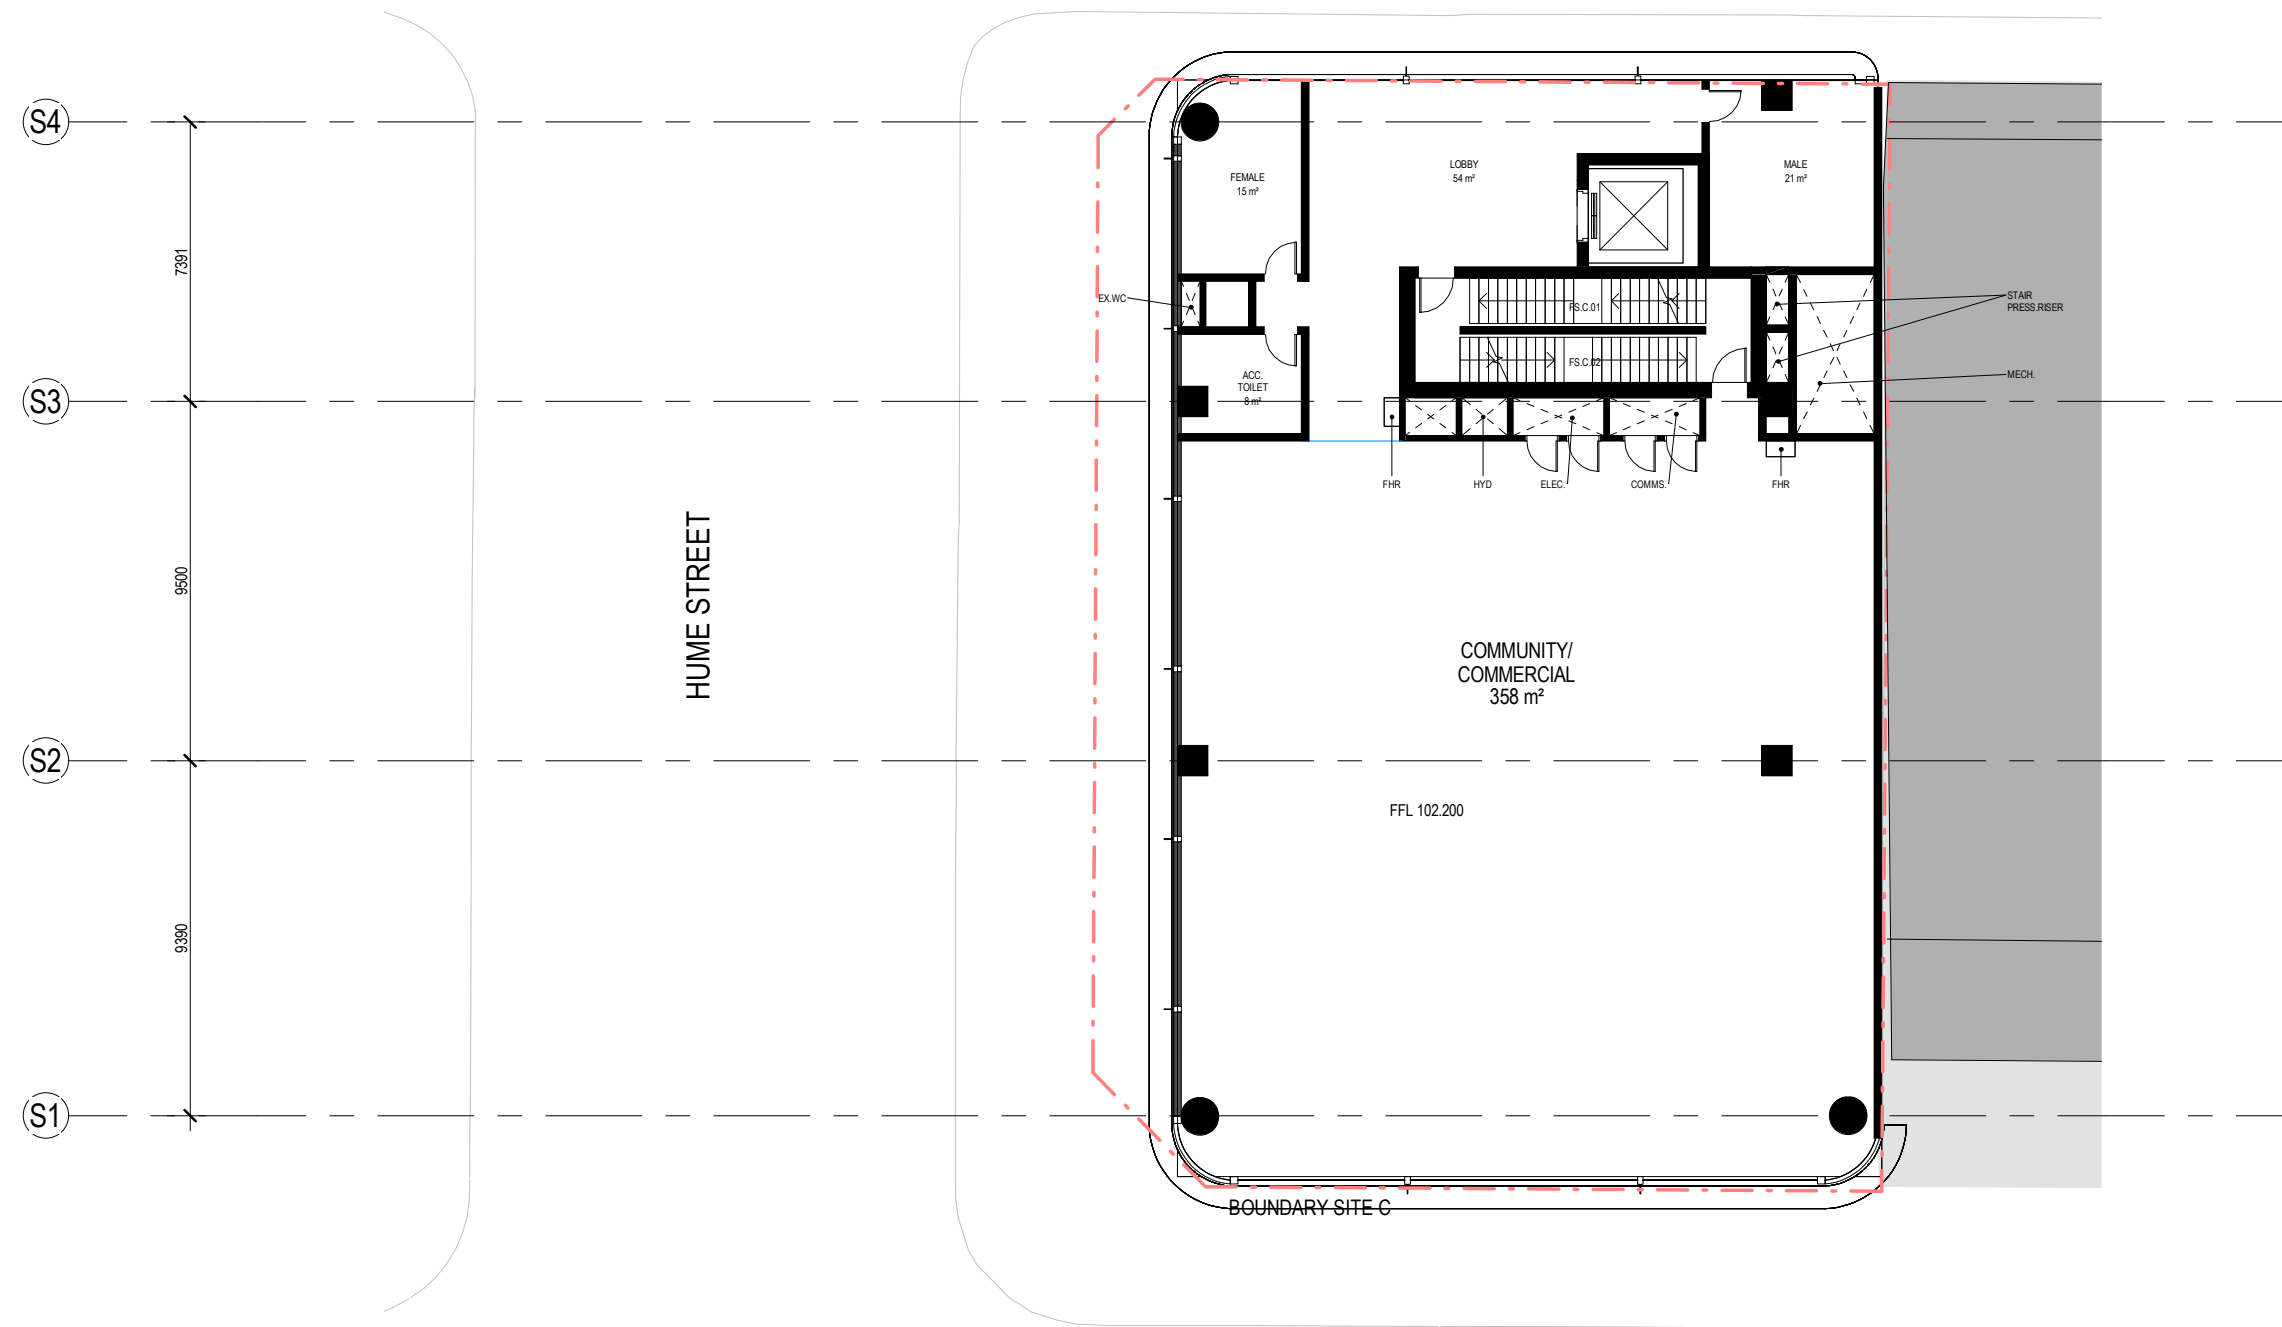 S4
FEMALE
15 m²
LOBBY
54 m²
MALE
21 m²
7391
EX.WC
FS.C.01
STAIR
PRESS.RISER
FS.C.02
ACC.
TOILET
8 m²
MECH.
S3
FHR
HYD
ELEC.
COMMS.
FHR
HUME STREET
9500
COMMUNITY/
COMMERCIAL
358 m²
S2
FFL 102.200
9390
S1
BOUNDARY SITE C